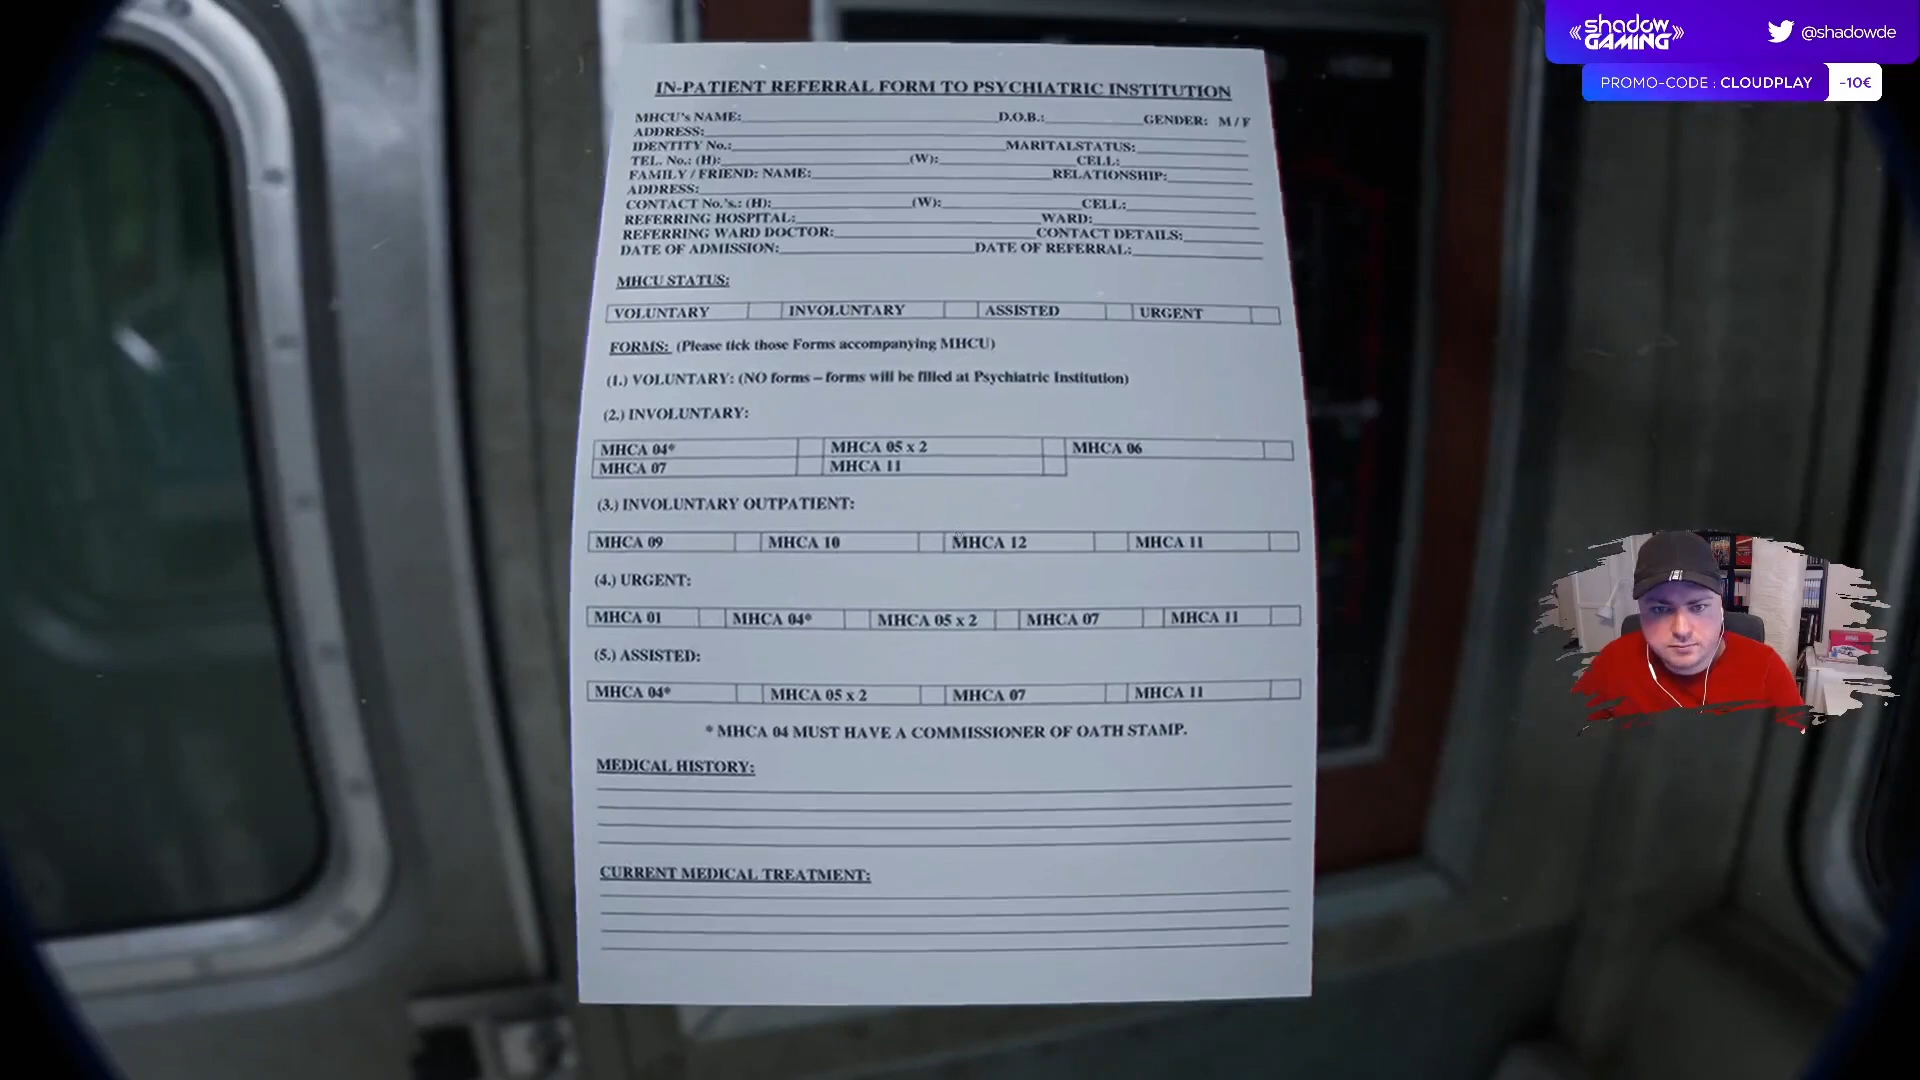 shadow
GAMING
@shadowde
PROMO-CODE : CLOUDPLAY -10€
IN-PATIENT REFERRAL FORM TO PSYCHIATRIC INSTITUTION
MHCU's NAME: D.O.B.: GENDER: M / F
ADDRESS:
IDENTITY No.: MARITALSTATUS:
TEL. No.: (H): (W): CELL:
FAMILY / FRIEND: NAME: RELATIONSHIP:
ADDRESS:
CONTACT No.'s.: (H): (W): CELL:
REFERRING HOSPITAL: WARD:
REFERRING WARD DOCTOR: CONTACT DETAILS:
DATE OF ADMISSION: DATE OF REFERRAL:
MHCU STATUS:
VOLUNTARY INVOLUNTARY ASSISTED URGENT
FORMS: (Please tick those Forms accompanying MHCU)
(1.) VOLUNTARY: (NO forms – forms will be filled at Psychiatric Institution)
(2.) INVOLUNTARY:
MHCA 04* MHCA 05 x 2 MHCA 06
MHCA 07 MHCA 11
(3.) INVOLUNTARY OUTPATIENT:
MHCA 09 MHCA 10 MHCA 12 MHCA 11
(4.) URGENT:
MHCA 01 MHCA 04* MHCA 05 x 2 MHCA 07 MHCA 11
(5.) ASSISTED:
MHCA 04* MHCA 05 x 2 MHCA 07 MHCA 11
* MHCA 04 MUST HAVE A COMMISSIONER OF OATH STAMP.
MEDICAL HISTORY:
CURRENT MEDICAL TREATMENT: